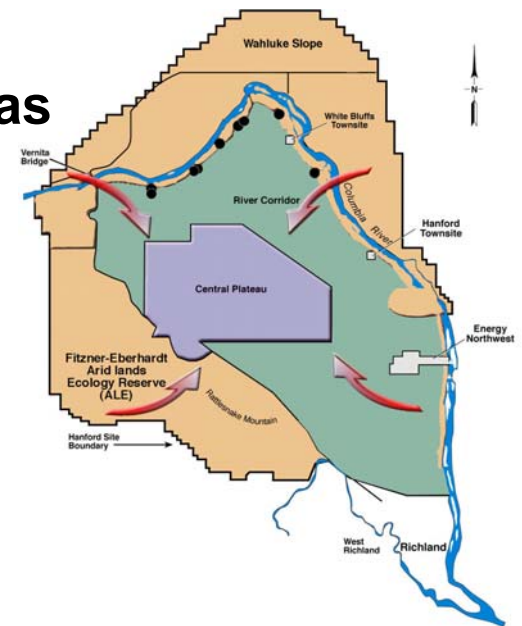 as
Wahluke Slope
N
White Bluffs
Townsite
Vernita
Bridge
River Corridor
Columbia River
Hanford
Townsite
Central Plateau
Energy
Northwest
Fitzner-Eberhardt
Arid lands
Ecology Reserve
(ALE)
Rattlesnake Mountain
Hanford Site
Boundary
West
Richland
Richland